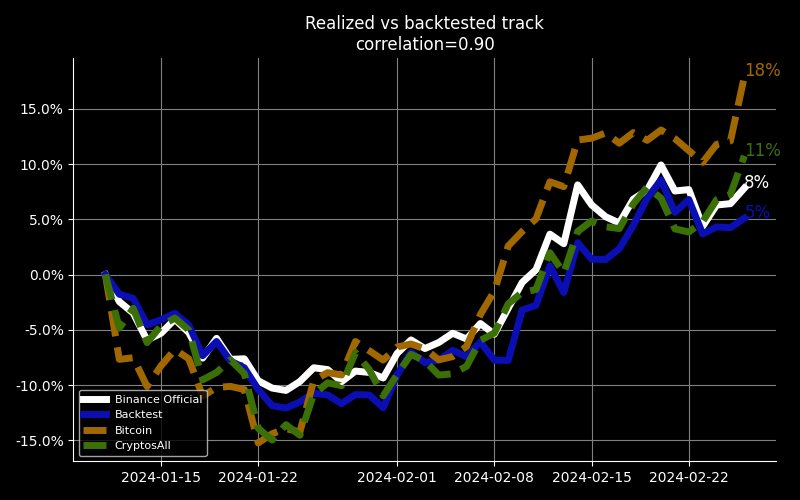 Realized vs backtested track
correlation=0.90
18%
15.0%
11%
10.0%
8%
5.0%
5%
0.0%
-5.0%
-10.0%
-15.0%
Binance Official
Backtest
Bitcoin
CryptosAll
2024-01-15 2024-01-22 2024-02-01 2024-02-08 2024-02-15 2024-02-22